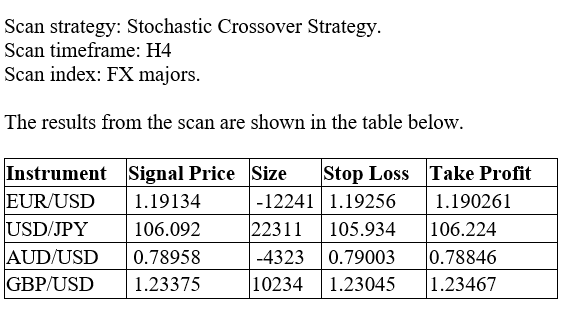 Scan strategy: Stochastic Crossover Strategy.
Scan timeframe: H4
Scan index: FX majors.
The results from the scan are shown in the table below.
Instrument Signal Price Size Stop Loss Take Profit
EUR/USD 1.19134 -12241 1.19256 1.190261
USD/JPY 106.092 22311 105.934 106.224
AUD/USD 0.78958 -4323 0.79003 0.78846
GBP/USD 1.23375 10234 1.23045 1.23467